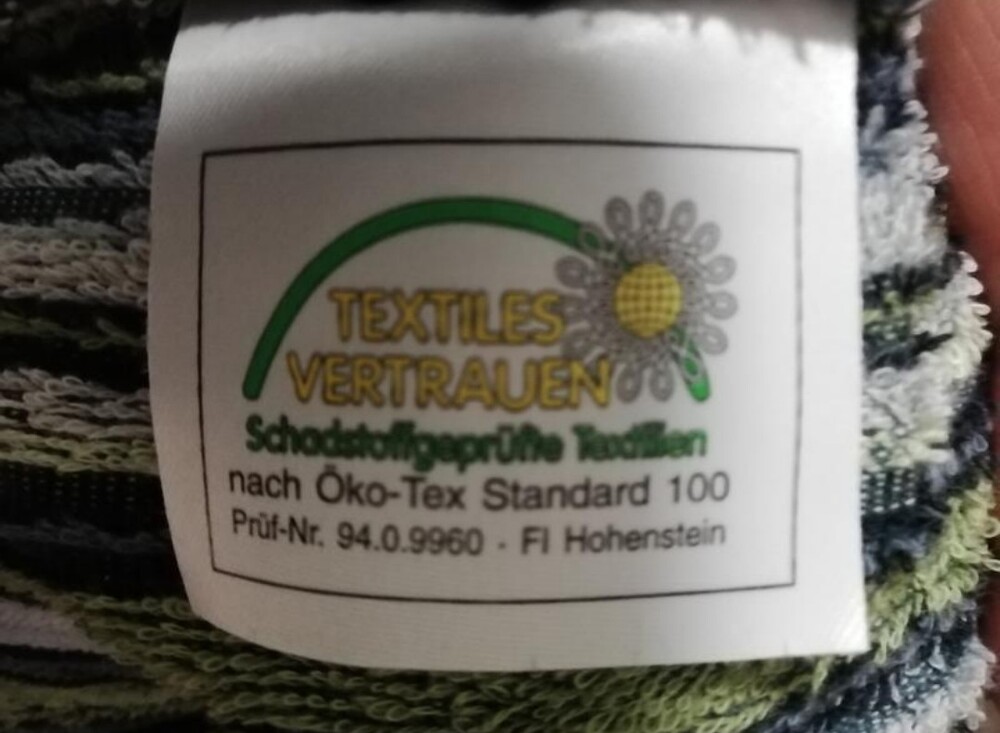 TEXTILES
VERTRAUEN
Schadstoffgeprüfte Textilien
nach Öko-Tex Standard 100
Prüf-Nr. 94.0.9960 - FI Hohenstein